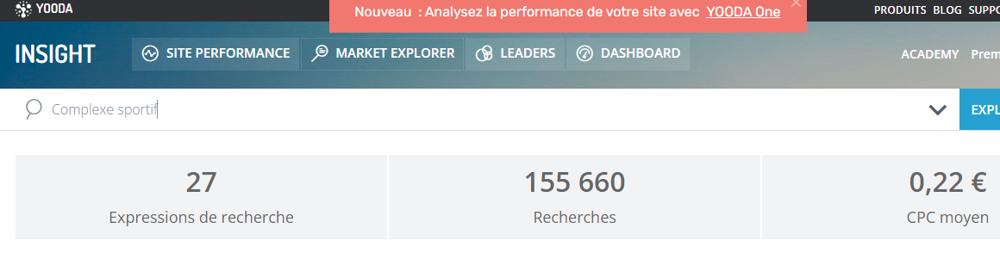 YOODA
Nouveau : Analysez la performance de votre site avec YOODA One
PRODUITS BLOG SUPPO
INSIGHT
SITE PERFORMANCE
MARKET EXPLORER
LEADERS
DASHBOARD
ACADEMY Prem
Complexe sportif
EXPL
27
Expressions de recherche
155 660
Recherches
0,22 €
CPC moyen